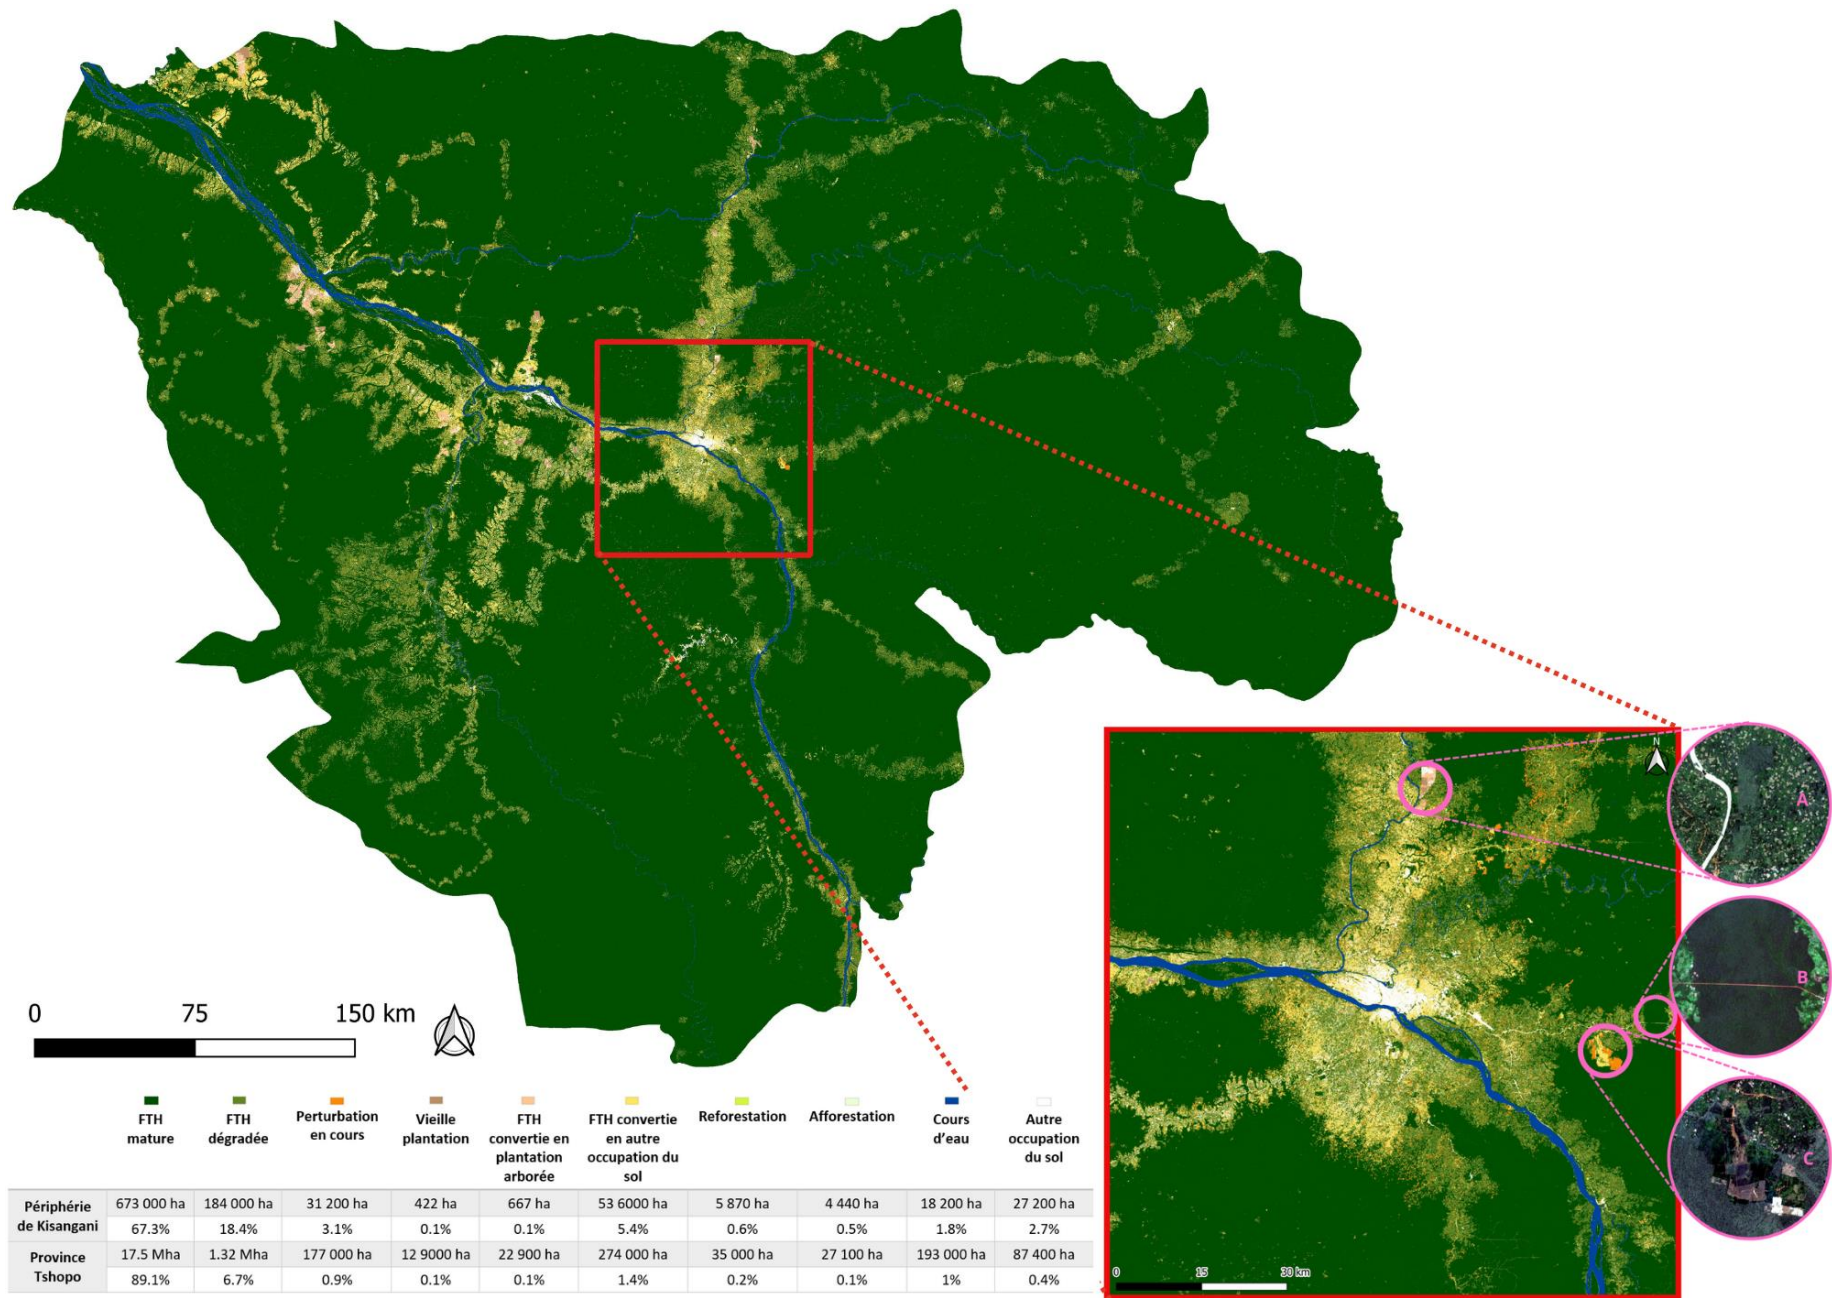 N
A
B
C
0 15 30 km
0 75 150 km
FTH mature
FTH dégradée
Perturbation en cours
Vieille plantation
FTH convertie en plantation arborée
FTH convertie en autre occupation du sol
Reforestation
Afforestation
Cours d'eau
Autre occupation du sol
Périphérie de Kisangani
673 000 ha 184 000 ha 31 200 ha 422 ha 667 ha 53 6000 ha 5 870 ha 4 440 ha 18 200 ha 27 200 ha
67.3% 18.4% 3.1% 0.1% 0.1% 5.4% 0.6% 0.5% 1.8% 2.7%
Province Tshopo
17.5 Mha 1.32 Mha 177 000 ha 12 9000 ha 22 900 ha 274 000 ha 35 000 ha 27 100 ha 193 000 ha 87 400 ha
89.1% 6.7% 0.9% 0.1% 0.1% 1.4% 0.2% 0.1% 1% 0.4%